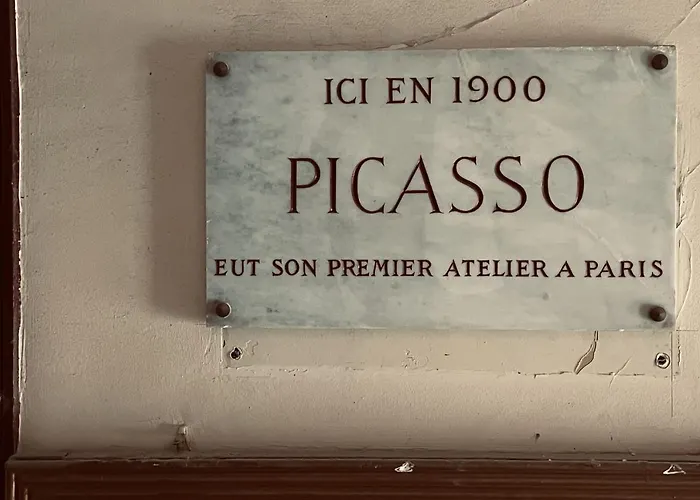 ICI EN 1900
PICASSO
EUT SON PREMIER ATELIER A PARIS